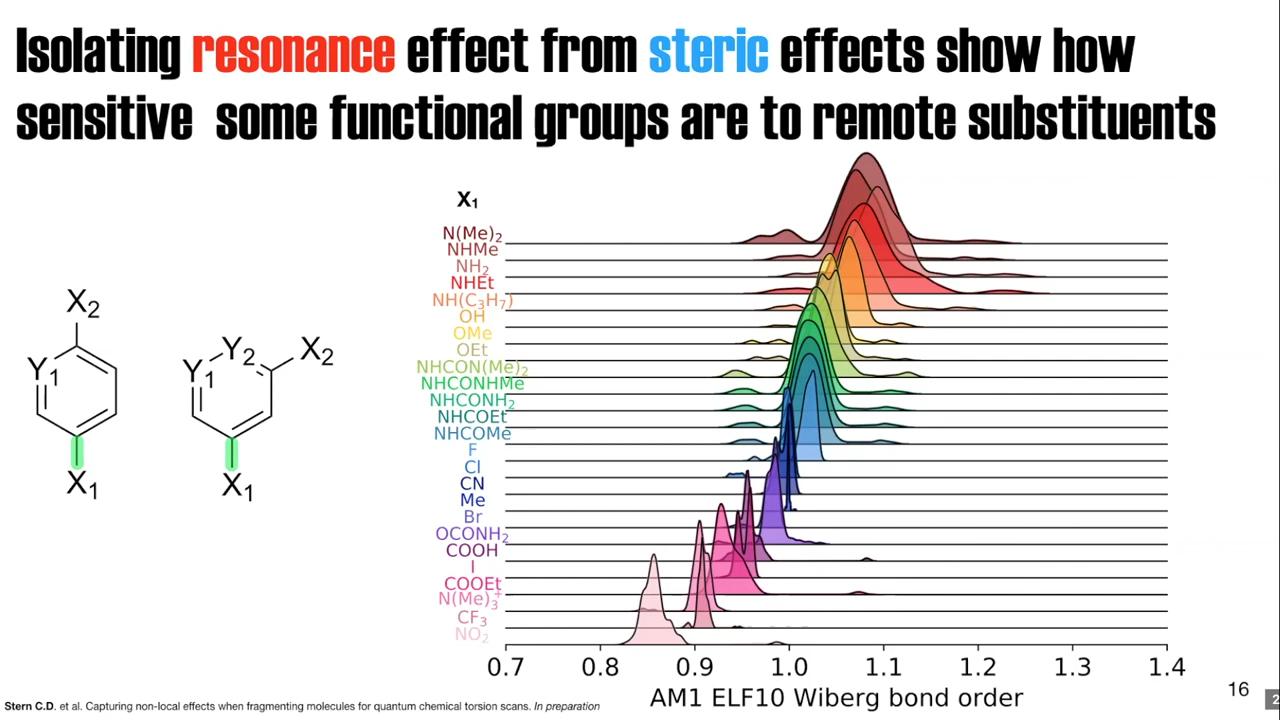 Isolating resonance effect from steric effects show how
sensitive some functional groups are to remote substituents
X₁
N(Me)₂
NHMe
NH₂
NHEt
NH(C₃H₇)
OH
OMe
OEt
NHCON(Me)₂
NHCONHMe
NHCONH₂
NHCOEt
NHCOMe
F
Cl
CN
Me
Br
OCONH₂
COOH
I
COOEt
N(Me)₃⁺
CF₃
NO₂
X₂
Y₁
X₁
Y₂
X₂
Y₁
X₁
0.7 0.8 0.9 1.0 1.1 1.2 1.3 1.4
AM1 ELF10 Wiberg bond order
Stern C.D. et al. Capturing non-local effects when fragmenting molecules for quantum chemical torsion scans. In preparation
16
2